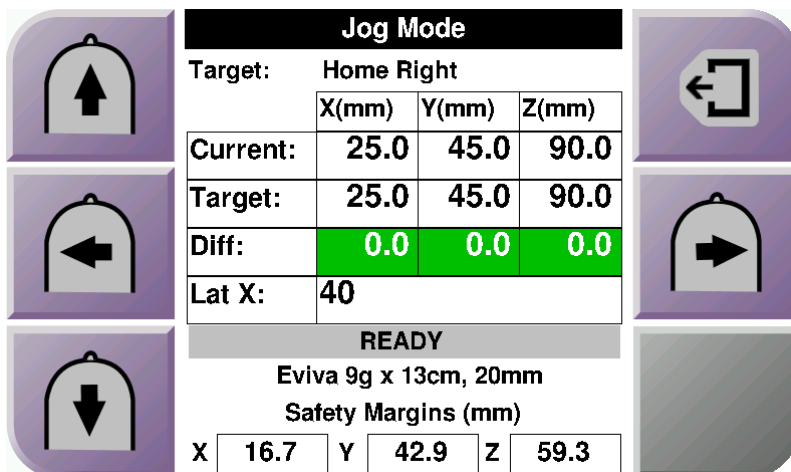 Jog Mode
Target: Home Right
X(mm) Y(mm) Z(mm)
Current: 25.0 45.0 90.0
Target: 25.0 45.0 90.0
Diff: 0.0 0.0 0.0
Lat X: 40
READY
Eviva 9g x 13cm, 20mm
Safety Margins (mm)
X 16.7 Y 42.9 Z 59.3